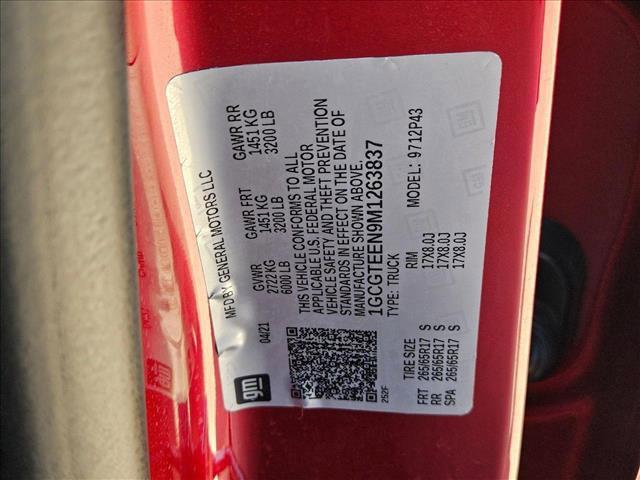 MFD BY GENERAL MOTORS LLC
04/21
GVWR GAWR FRT GAWR RR
2722 KG 1451 KG 1451 KG
6000 LB 3200 LB 3200 LB
THIS VEHICLE CONFORMS TO ALL
APPLICABLE U.S. FEDERAL MOTOR
VEHICLE SAFETY AND THEFT PREVENTION
STANDARDS IN EFFECT ON THE DATE OF
MANUFACTURE SHOWN ABOVE.
1GCGTEEN9M1263837
TYPE: TRUCK MODEL: 9712P43
gm
252F
TIRE SIZE RIM
FRT 265/65R17 S 17X8.0J
RR 265/65R17 S 17X8.0J
SPA 265/65R17 S 17X8.0J